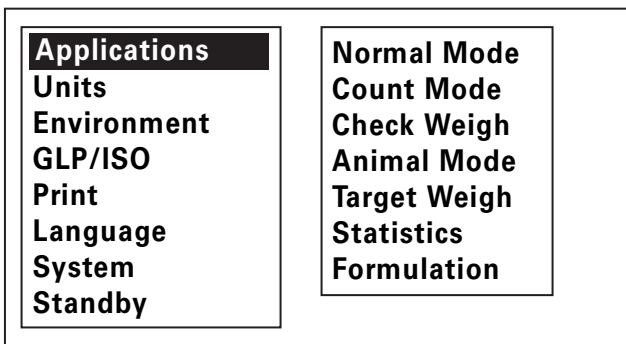 Applications
Units
Environment
GLP/ISO
Print
Language
System
Standby
Normal Mode
Count Mode
Check Weigh
Animal Mode
Target Weigh
Statistics
Formulation